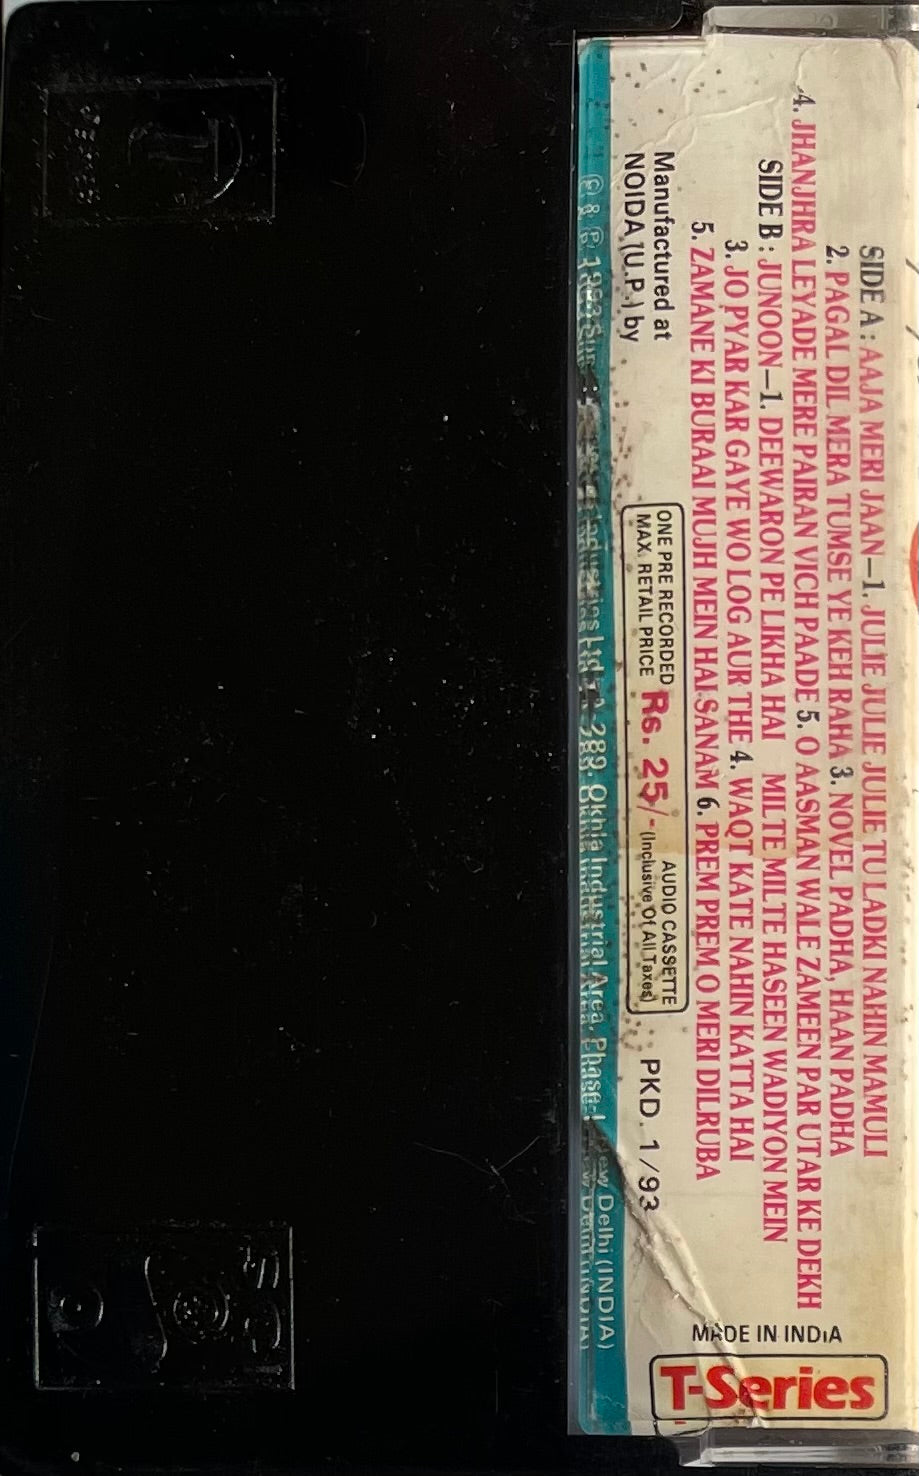 SIDE A : AAJA MERI JAAN–1. JULIE JULIE JULIE TU LADKI NAHIN MAMULI
2. PAGAL DIL MERA TUMSE YE KEH RAHA 3. NOVEL PADHA, HAAN PADHA
4. JHANJHRA LEYADE MERE PAIRAN VICH PAADE 5. O AASMAN WALE ZAMEEN PAR UTAR KE DEKH
SIDE B : JUNOON–1. DEEWARON PE LIKHA HAI MILTE MILTE HASEEN WADIYON MEIN
3. JO PYAR KAR GAYE WO LOG AUR THE 4. WAQT KATE NAHIN KATTA HAI
5. ZAMANE KI BURAAI MUJH MEIN HAI SANAM 6. PREM PREM O MERI DILRUBA
Manufactured at
NOIDA (U.P.) by
ONE PRE RECORDED
MAX. RETAIL PRICE
Rs. 25/-
AUDIO CASSETTE
(Inclusive Of All Taxes)
PKD. 1/93
© & ℗ 1993 Industries Ltd. 289, Okhla Industrial Area, Phase-I New Delhi (INDIA)
MADE IN INDIA
T-Series